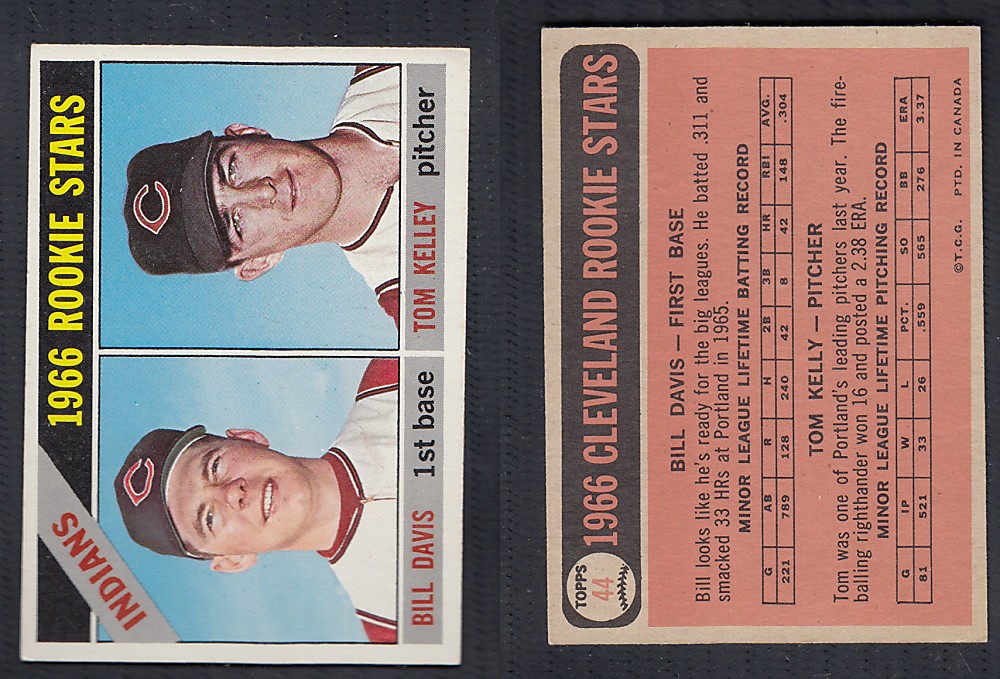 INDIANS
1966 ROOKIE STARS
C
C
BILL DAVIS 1st base
TOM KELLEY pitcher
TOPPS
44
1966 CLEVELAND ROOKIE STARS
BILL DAVIS — FIRST BASE
Bill looks like he's ready for the big leagues. He batted .311 and
smacked 33 HRs at Portland in 1965.
MINOR LEAGUE LIFETIME BATTING RECORD
G AB R H 2B 3B HR RBI AVG.
221 789 128 240 42 8 42 148 .304
TOM KELLY — PITCHER
Tom was one of Portland's leading pitchers last year. The fire-
balling righthander won 16 and posted a 2.38 ERA.
MINOR LEAGUE LIFETIME PITCHING RECORD
G IP W L PCT. SO BB ERA
81 521 33 26 .559 565 276 3.37
©T.C.G. PTD. IN CANADA